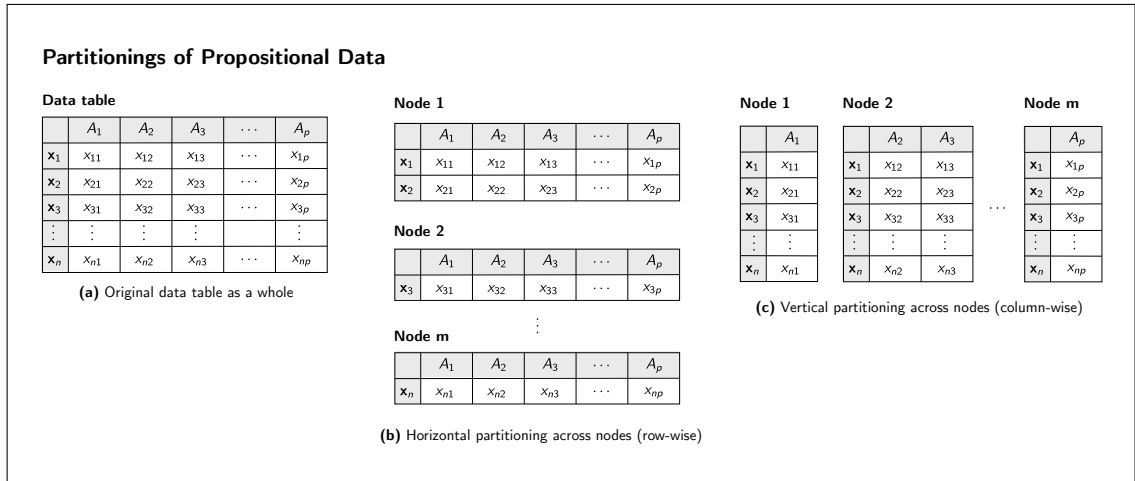 Partitionings of Propositional Data
Data table
A₁ A₂ A₃ ⋯ Aₚ
x₁ x₁₁ x₁₂ x₁₃ ⋯ x₁ₚ
x₂ x₂₁ x₂₂ x₂₃ ⋯ x₂ₚ
x₃ x₃₁ x₃₂ x₃₃ ⋯ x₃ₚ
⋮ ⋮ ⋮ ⋮ ⋮
xₙ xₙ₁ xₙ₂ xₙ₃ ⋯ xₙₚ
(a) Original data table as a whole
Node 1
A₁ A₂ A₃ ⋯ Aₚ
x₁ x₁₁ x₁₂ x₁₃ ⋯ x₁ₚ
x₂ x₂₁ x₂₂ x₂₃ ⋯ x₂ₚ
Node 2
A₁ A₂ A₃ ⋯ Aₚ
x₃ x₃₁ x₃₂ x₃₃ ⋯ x₃ₚ
⋮
Node m
A₁ A₂ A₃ ⋯ Aₚ
xₙ xₙ₁ xₙ₂ xₙ₃ ⋯ xₙₚ
(b) Horizontal partitioning across nodes (row-wise)
Node 1
A₁
x₁ x₁₁
x₂ x₂₁
x₃ x₃₁
⋮ ⋮
xₙ xₙ₁
Node 2
A₂ A₃
x₁ x₁₂ x₁₃
x₂ x₂₂ x₂₃
x₃ x₃₂ x₃₃
⋮ ⋮ ⋮
xₙ xₙ₂ xₙ₃
⋯
Node m
Aₚ
x₁ x₁ₚ
x₂ x₂ₚ
x₃ x₃ₚ
⋮ ⋮
xₙ xₙₚ
(c) Vertical partitioning across nodes (column-wise)